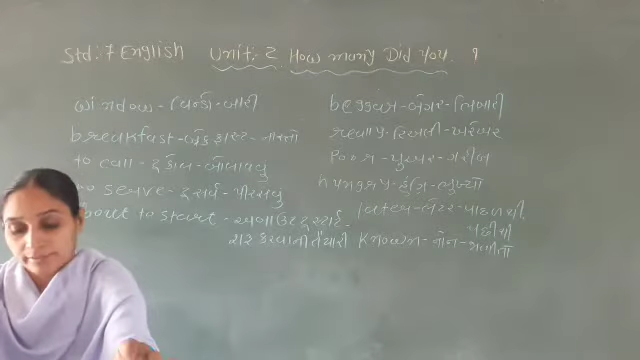 Std: 7 English Unit: 2 How many Did You ?
window - વિન્ડો - બારી
breakfast - બ્રેકફાસ્ટ - નાસ્તો
to call - ટુ કોલ - બોલાવવું
to serve - ટુ સર્વ - પીરસવું
about to start - અબાઉટ ટુ સ્ટાર્ટ -
શરૂ કરવાની તૈયારી
beggar - બેગર - ભિખારી
really - રિઅલી - ખરેખર
Poor - પુઅર - ગરીબ
hungry - હંગ્રિ - ભુખ્યો
later - લેટર - પાછળથી,
પછીથી
known - નોન - જાણીતો